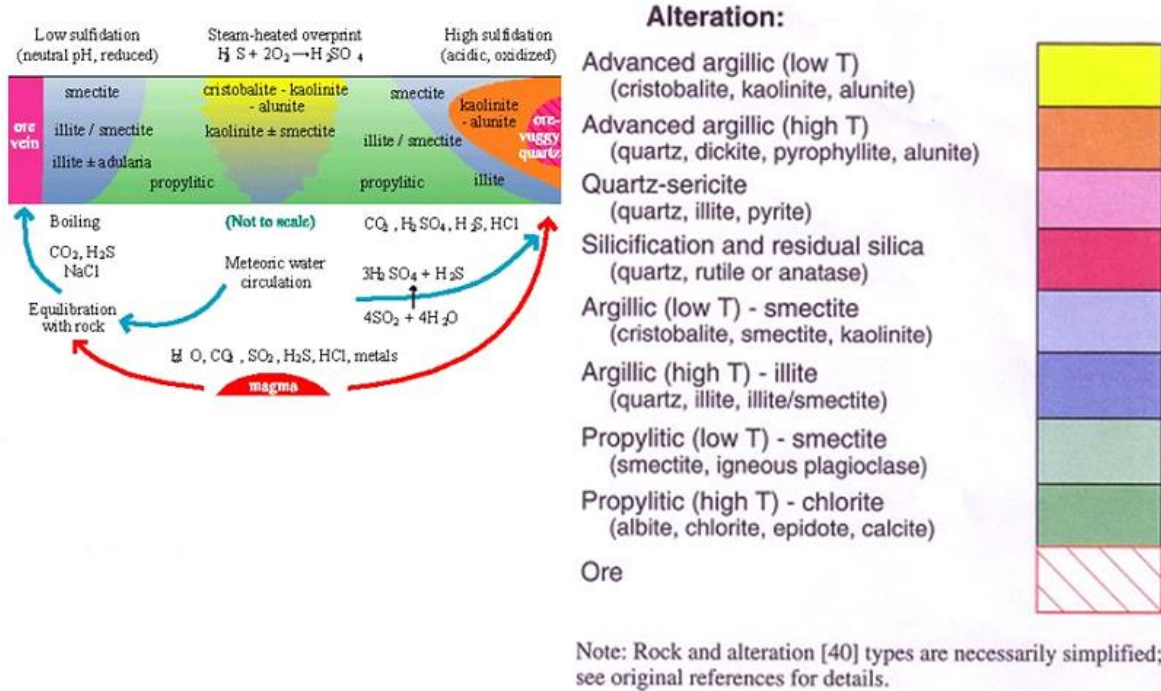 Low sulfidation
(neutral pH, reduced)
Steam-heated overprint
H₂S + 2O₂→H₂SO₄
High sulfidation
(acidic, oxidized)
smectite
cristobalite - kaolinite
- alunite
smectite
kaolinite
- alunite
ore
vein
illite / smectite
kaolinite ± smectite
illite / smectite
ore-
vuggy
quartz
illite ± adularia
propylitic
propylitic
illite
Boiling
(Not to scale)
CO₂, H₂SO₄, H₂S, HCl
CO₂, H₂S
NaCl
Meteoric water
circulation
3H₂SO₄ + H₂S
Equilibration
with rock
4SO₂ + 4H₂O
H₂O, CO₂, SO₂, H₂S, HCl, metals
magma
Alteration:
Advanced argillic (low T)
(cristobalite, kaolinite, alunite)
Advanced argillic (high T)
(quartz, dickite, pyrophyllite, alunite)
Quartz-sericite
(quartz, illite, pyrite)
Silicification and residual silica
(quartz, rutile or anatase)
Argillic (low T) - smectite
(cristobalite, smectite, kaolinite)
Argillic (high T) - illite
(quartz, illite, illite/smectite)
Propylitic (low T) - smectite
(smectite, igneous plagioclase)
Propylitic (high T) - chlorite
(albite, chlorite, epidote, calcite)
Ore
Note: Rock and alteration [40] types are necessarily simplified;
see original references for details.